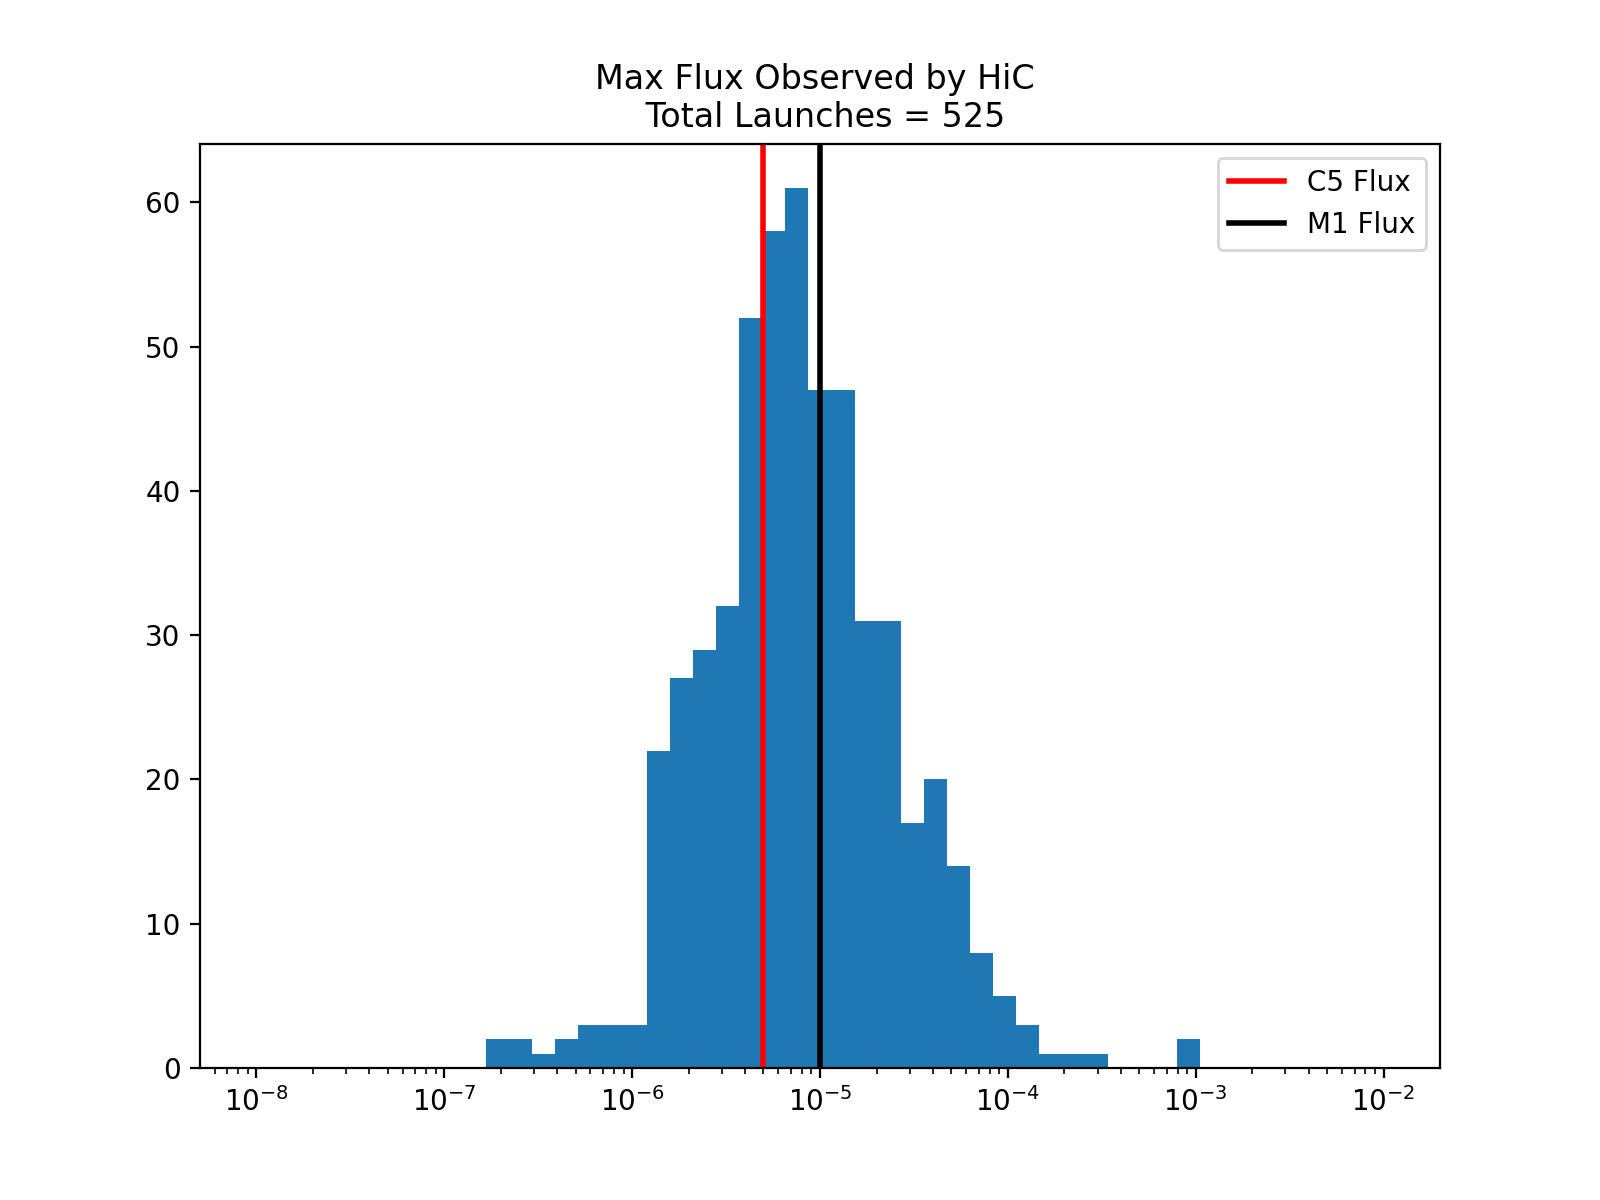 Max Flux Observed by HiC
Total Launches = 525
C5 Flux
M1 Flux
60
50
40
30
20
10
0
10⁻⁸ 10⁻⁷ 10⁻⁶ 10⁻⁵ 10⁻⁴ 10⁻³ 10⁻²